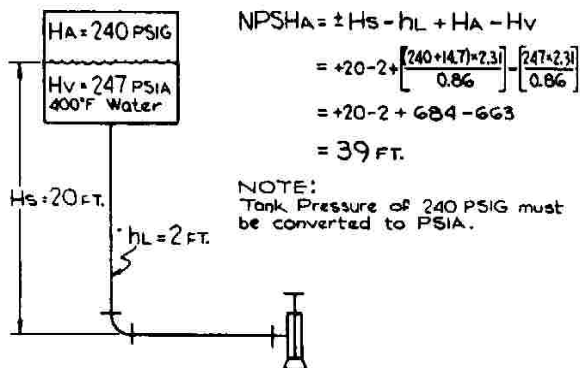 HA = 240 PSIG
HV = 247 PSIA
400°F Water
HS = 20 FT.
hL = 2 FT.
NPSHA = ± HS - hL + HA - HV
= +20-2+[(240+14.7)×2.31/0.86]-[247×2.31/0.86]
= +20-2 + 684-663
= 39 FT.
NOTE:
Tank Pressure of 240 PSIG must
be converted to PSIA.